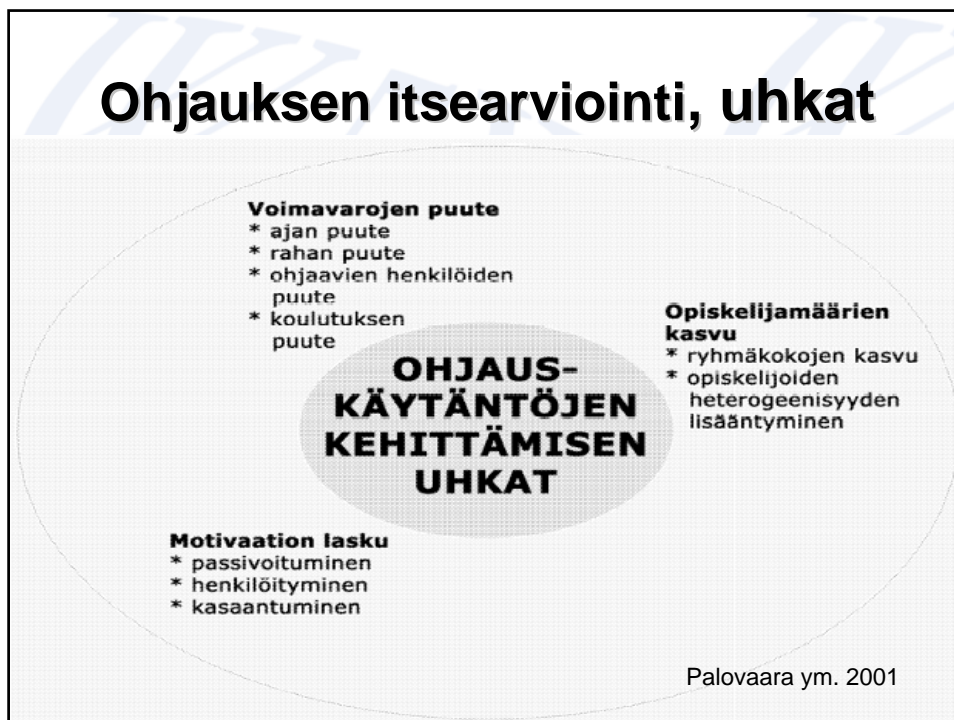 Ohjauksen itsearviointi, uhkat
Voimavarojen puute
* ajan puute
* rahan puute
* ohjaavien henkilöiden
puute
* koulutuksen
puute
Opiskelijamäärien
kasvu
* ryhmäkokojen kasvu
* opiskelijoiden
heterogeenisyyden
lisääntyminen
OHJAUS-
KÄYTÄNTÖJEN
KEHITTÄMISEN
UHKAT
Motivaation lasku
* passivoituminen
* henkilöityminen
* kasaantuminen
Palovaara ym. 2001